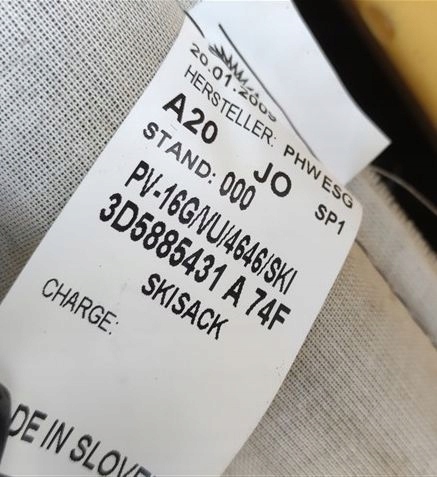 20.01.2005
HERSTELLER: PHWESG
A20 JO SP1
STAND: 000
PV-16G/VU/4646/SKI
3D5885431 A 74F
SKISACK
CHARGE:
DE IN SLOVE